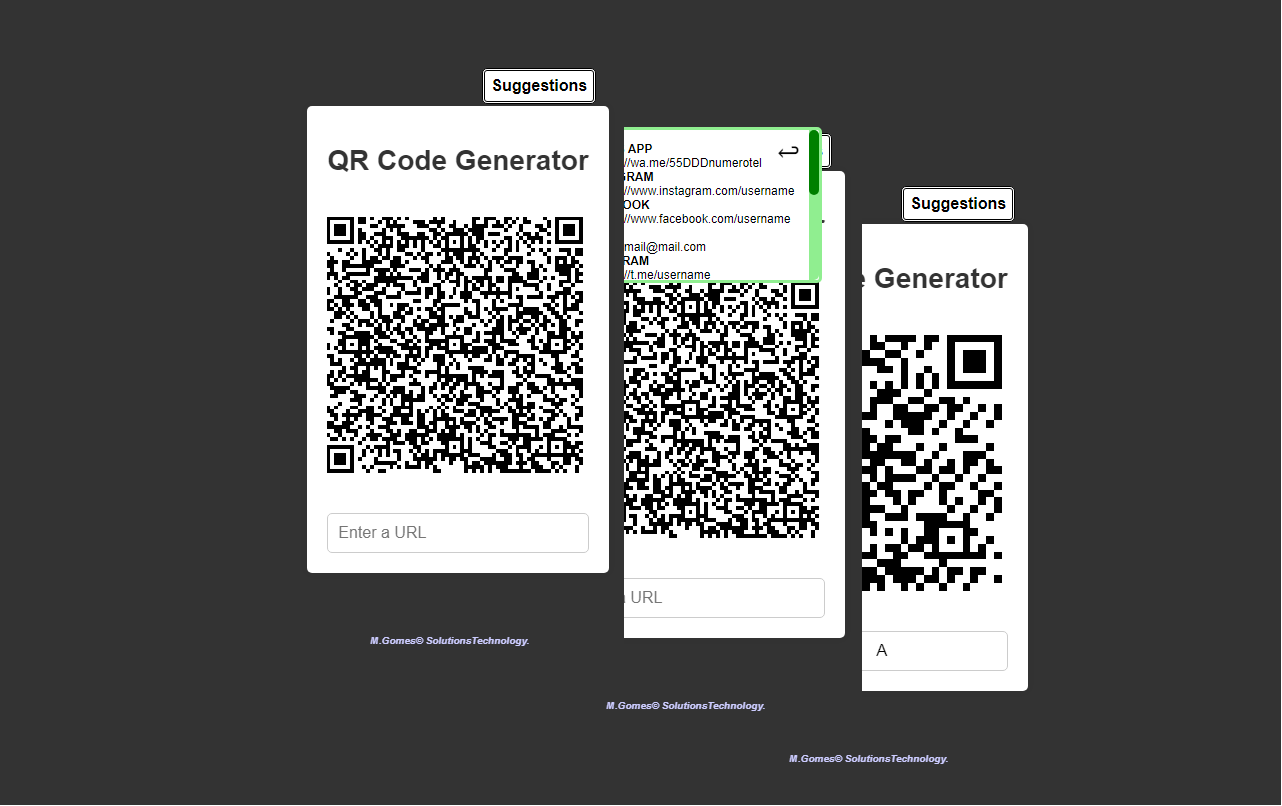 Suggestions
QR Code Generator
Enter a URL
M.Gomes© SolutionsTechnology.
APP
//wa.me/55DDDnumerotel
GRAM
//www.instagram.com/username
OOK
//www.facebook.com/username
mail@mail.com
RAM
//t.me/username
URL
M.Gomes© SolutionsTechnology.
Suggestions
Generator
A
M.Gomes© SolutionsTechnology.